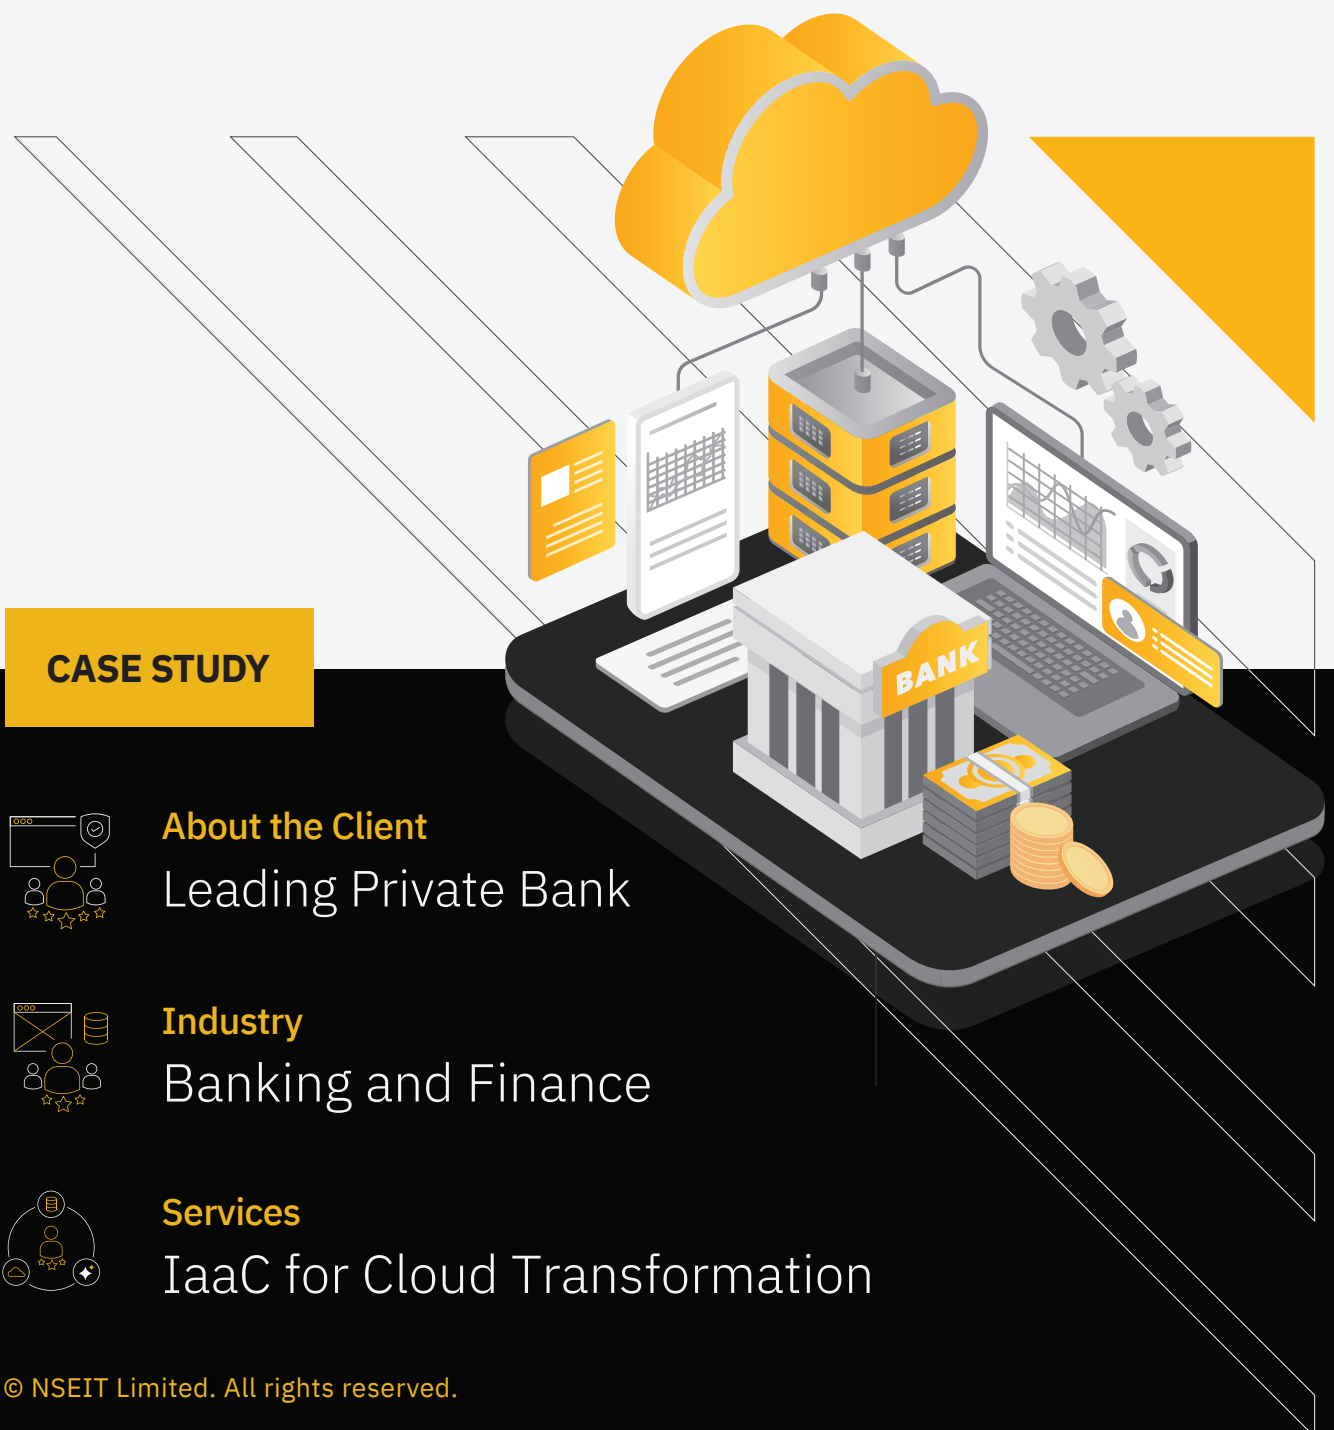 BANK
CASE STUDY
About the Client
Leading Private Bank
Industry
Banking and Finance
Services
IaaC for Cloud Transformation
© NSEIT Limited. All rights reserved.